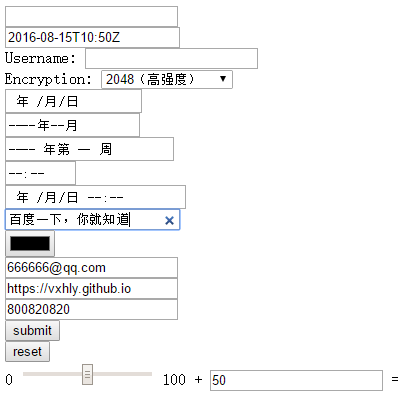 2016-08-15T10:50Z
Username:
Encryption: 2048（高强度）
年 /月/日
----年--月
---- 年第 -- 周
--:--
年 /月/日 --:--
百度一下，你就知道
666666@qq.com
https://vxhly.github.io
800820820
submit
reset
0 100 + 50 =